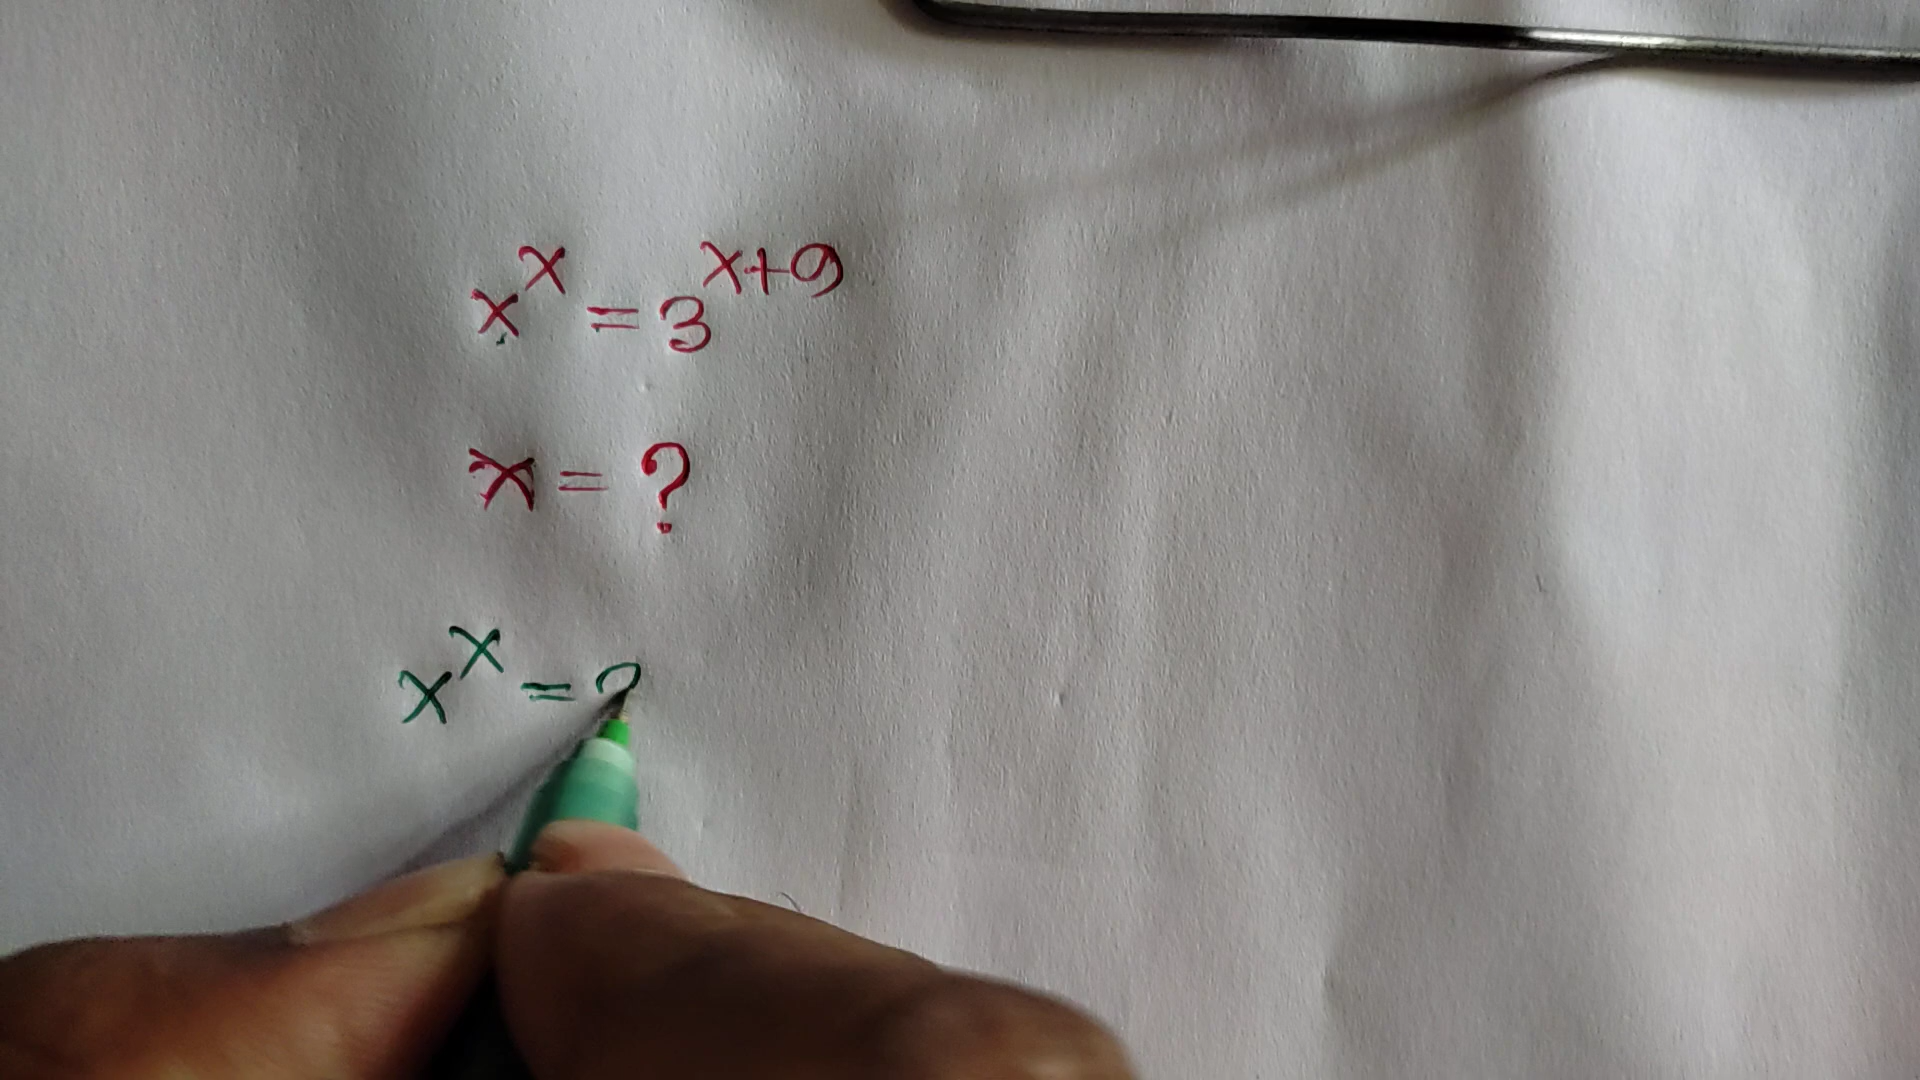 x^x = 3^{x+9}
x = ?
x^x =